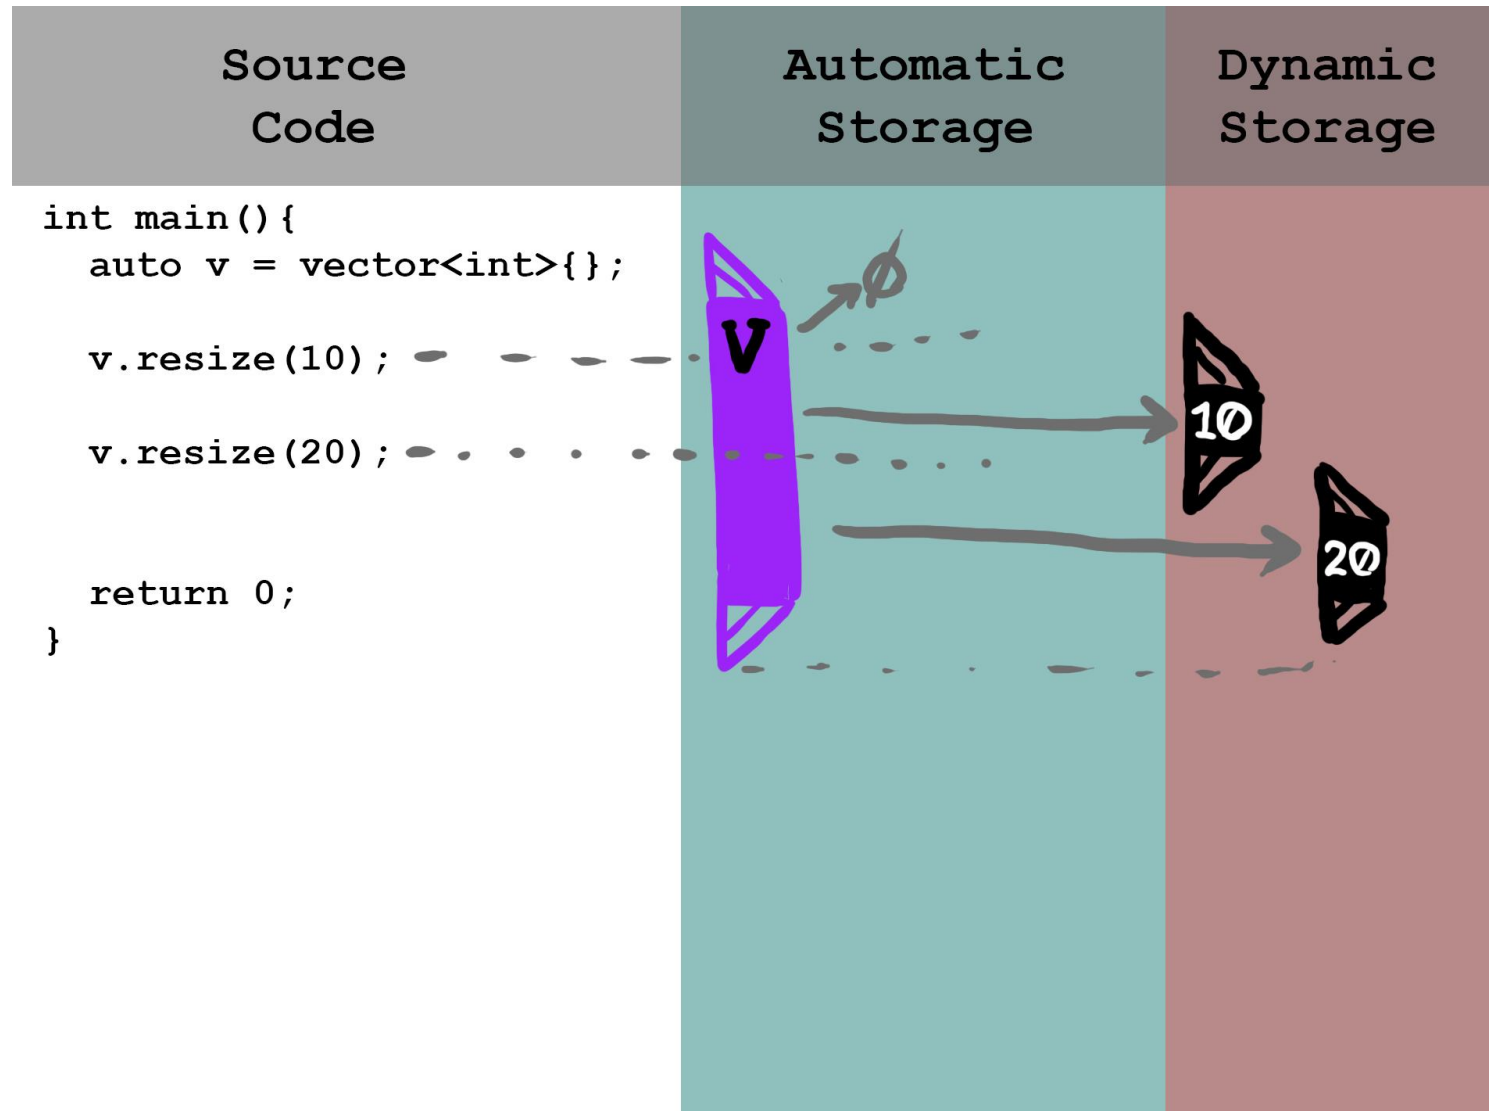 Source
Code
Automatic
Storage
Dynamic
Storage
int main(){
auto v = vector<int>{};
v.resize(10);
v.resize(20);
return 0;
}
V
∅
10
20